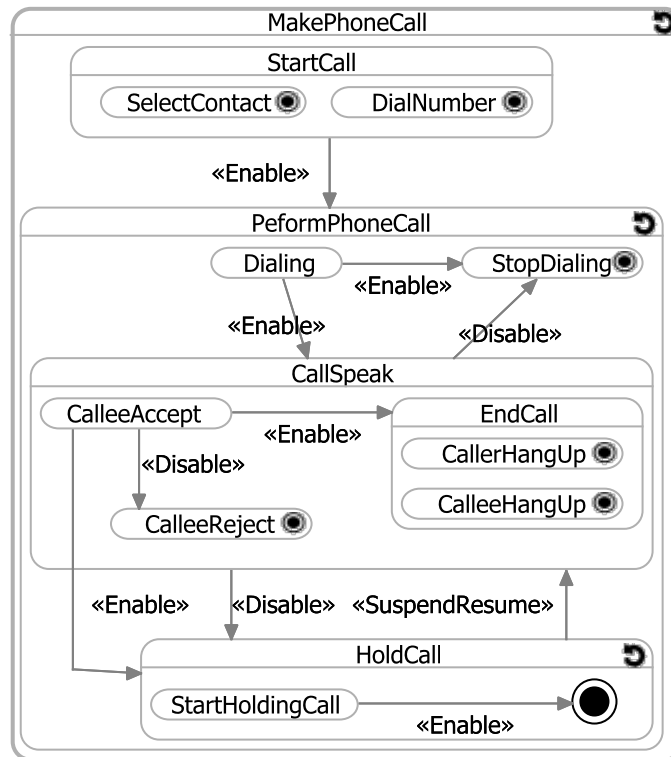 MakePhoneCall
StartCall
SelectContact
DialNumber
«Enable»
PeformPhoneCall
Dialing
StopDialing
«Enable»
«Enable»
«Disable»
CallSpeak
CalleeAccept
EndCall
«Enable»
CallerHangUp
«Disable»
CalleeHangUp
CalleeReject
«Enable»
«Disable»
«SuspendResume»
HoldCall
StartHoldingCall
«Enable»